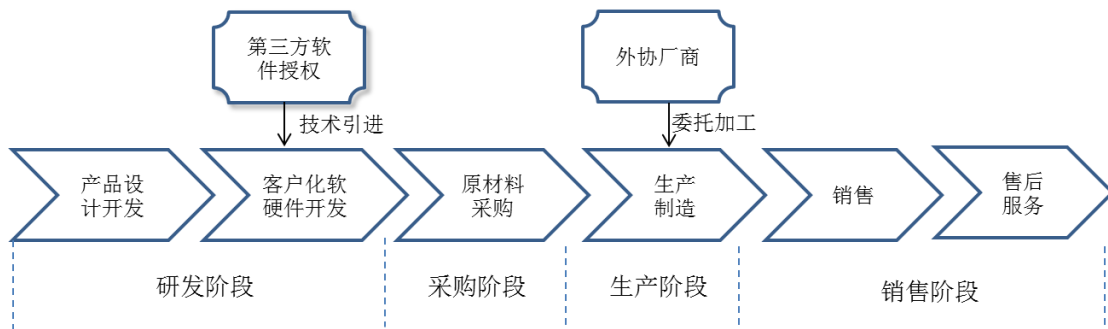 第三方软
件授权
外协厂商
技术引进
委托加工
产品设
计开发
客户化软
硬件开发
原材料
采购
生产
制造
销售
售后
服务
研发阶段
采购阶段
生产阶段
销售阶段